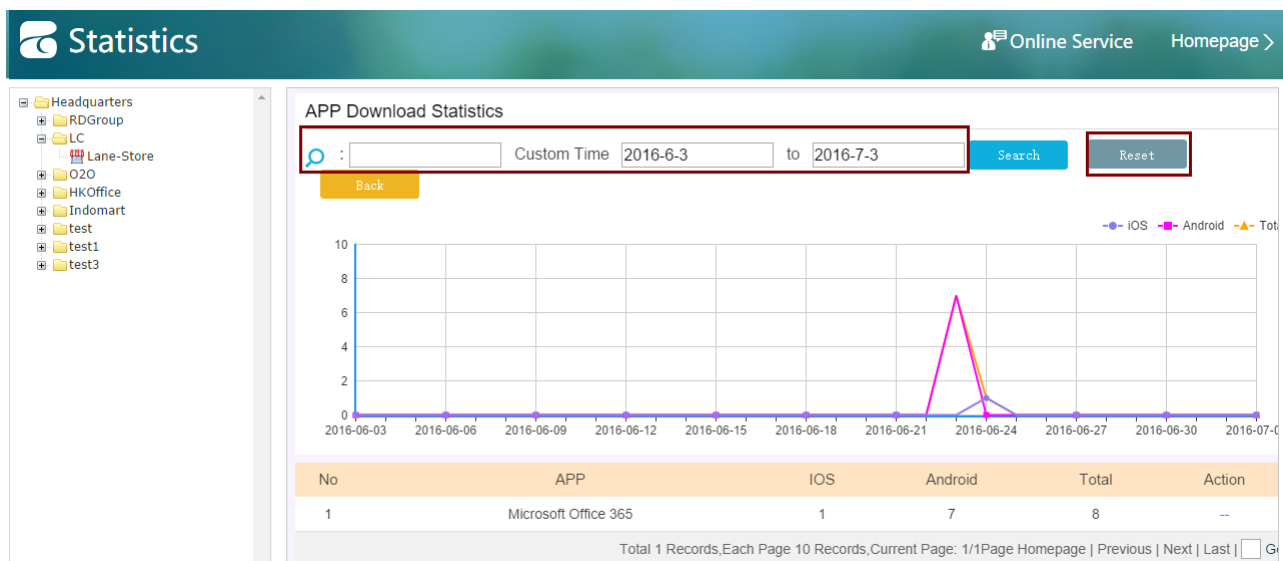 Statistics
Online Service
Homepage >
Headquarters
RDGroup
LC
Lane-Store
O2O
HKOffice
Indomart
test
test1
test3
APP Download Statistics
: Custom Time 2016-6-3 to 2016-7-3 Search Reset
Back
iOS Android Tot
10
8
6
4
2
0
2016-06-03 2016-06-06 2016-06-09 2016-06-12 2016-06-15 2016-06-18 2016-06-21 2016-06-24 2016-06-27 2016-06-30 2016-07-0
No APP IOS Android Total Action
1 Microsoft Office 365 1 7 8 --
Total 1 Records,Each Page 10 Records,Current Page: 1/1Page Homepage | Previous | Next | Last | G